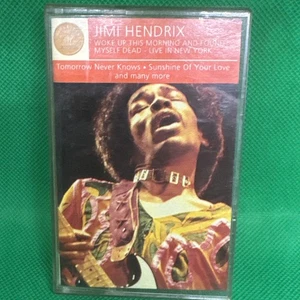 JIMI HENDRIX
WOKE UP THIS MORNING AND FOUND
MYSELF DEAD - LIVE IN NEW YORK
Tomorrow Never Knows • Sunshine Of Your Love
and many more